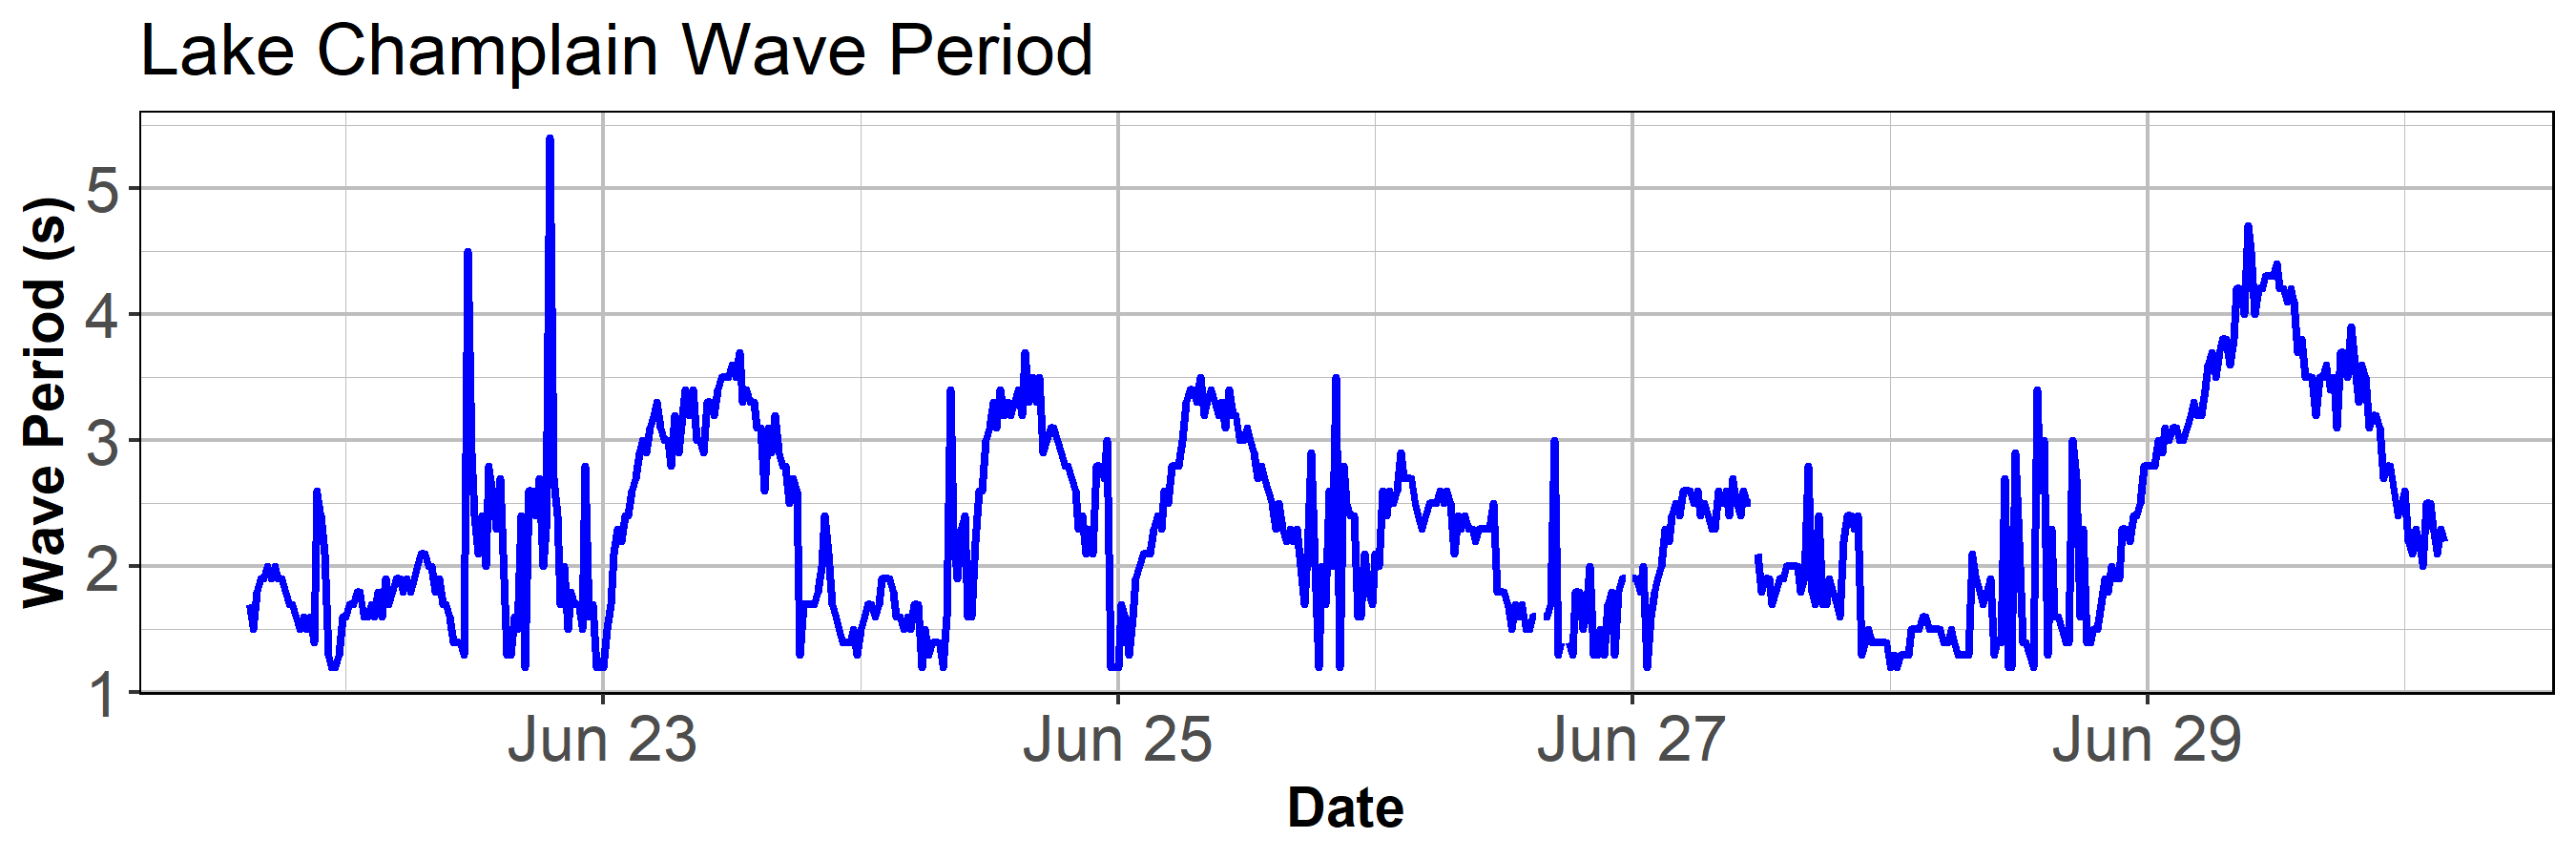 Lake Champlain Wave Period
Wave Period (s)
5
4
3
2
1
Jun 23
Jun 25
Jun 27
Jun 29
Date